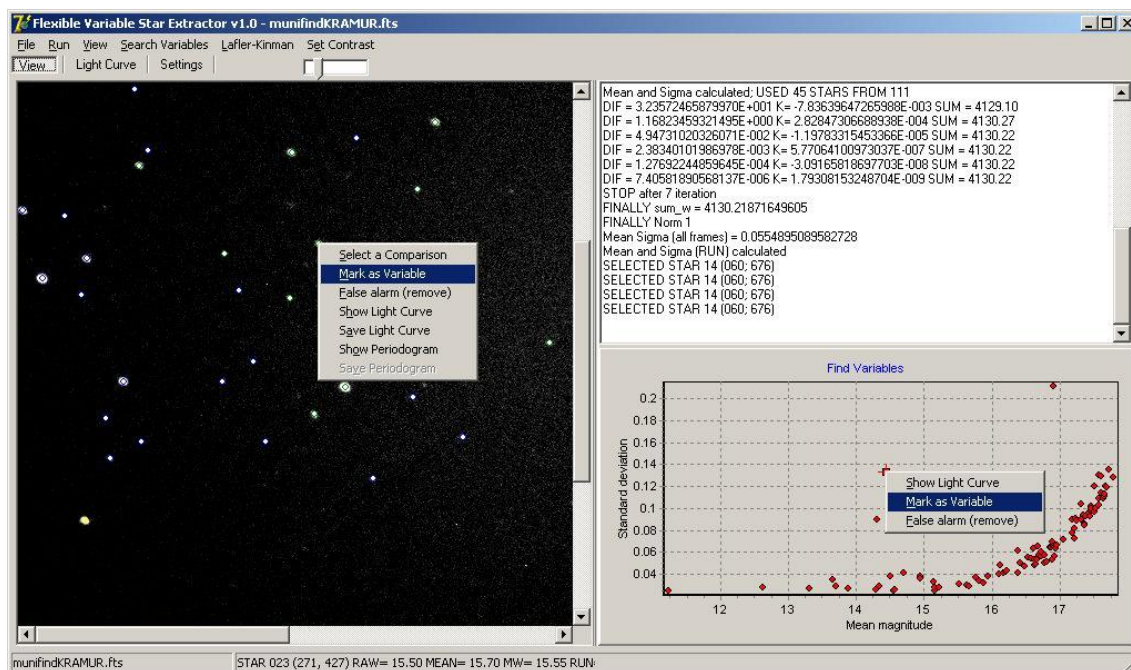 Flexible Variable Star Extractor v1.0 - munifindKRAMUR.fts
File Run View Search Variables Lafler-Kinman Set Contrast
View Light Curve Settings
Select a Comparison
Mark as Variable
False alarm (remove)
Show Light Curve
Save Light Curve
Show Periodogram
Save Periodogram
Mean and Sigma calculated; USED 45 STARS FROM 111
DIF = 3.23572465879970E+001 K= -7.83639647265988E-003 SUM = 4129.10
DIF = 1.16823459321495E+000 K= 2.82847306688938E-004 SUM = 4130.27
DIF = 4.94731020326071E-002 K= -1.19783315453366E-005 SUM = 4130.22
DIF = 2.38340101986978E-003 K= 5.77064100973037E-007 SUM = 4130.22
DIF = 1.27692244859645E-004 K= -3.09165818697703E-008 SUM = 4130.22
DIF = 7.40581890568137E-006 K= 1.79308153248704E-009 SUM = 4130.22
STOP after 7 iteration
FINALLY sum_w = 4130.21871649605
FINALLY Norm 1
Mean Sigma (all frames) = 0.0554895089582728
Mean and Sigma (RUN) calculated
SELECTED STAR 14 (060; 676)
SELECTED STAR 14 (060; 676)
SELECTED STAR 14 (060; 676)
SELECTED STAR 14 (060; 676)
Find Variables
Standard deviation
0.2
0.18
0.16
0.14
0.12
0.1
0.08
0.06
0.04
Show Light Curve
Mark as Variable
False alarm (remove)
12 13 14 15 16 17
Mean magnitude
munifindKRAMUR.fts
STAR 023 (271, 427) RAW= 15.50 MEAN= 15.70 MW= 15.55 RUN: